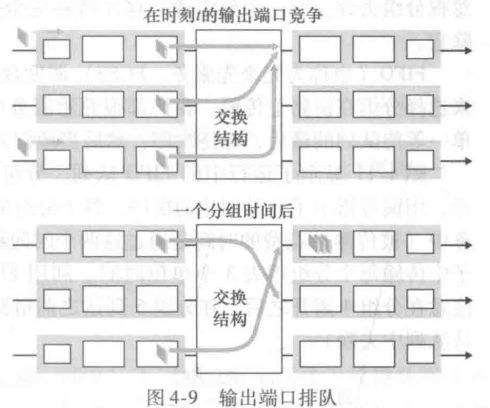 在时刻t的输出端口竞争
交换
结构
一个分组时间后
交换
结构
图4-9 输出端口排队